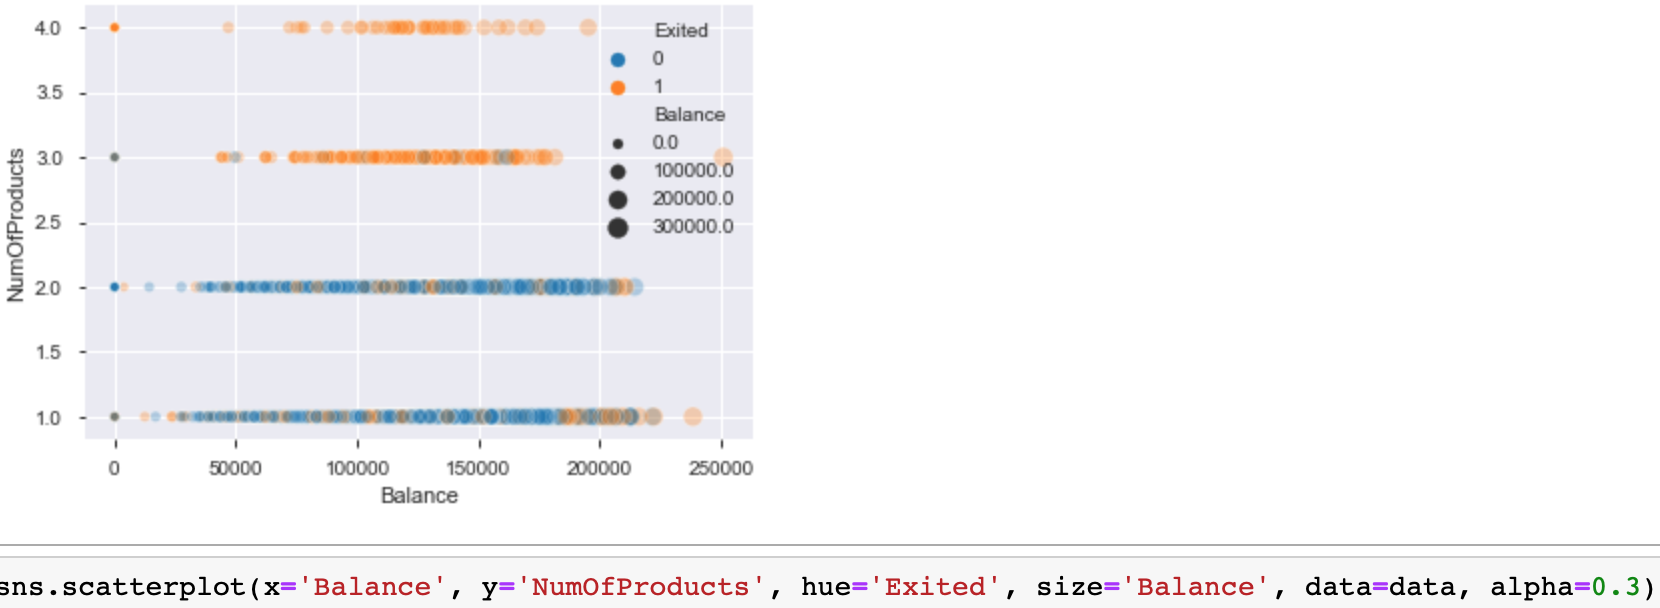 4.0
3.5
3.0
2.5
2.0
1.5
1.0
NumOfProducts
Exited
0
1
Balance
0.0
100000.0
200000.0
300000.0
0 50000 100000 150000 200000 250000
Balance
sns.scatterplot(x='Balance', y='NumOfProducts', hue='Exited', size='Balance', data=data, alpha=0.3)